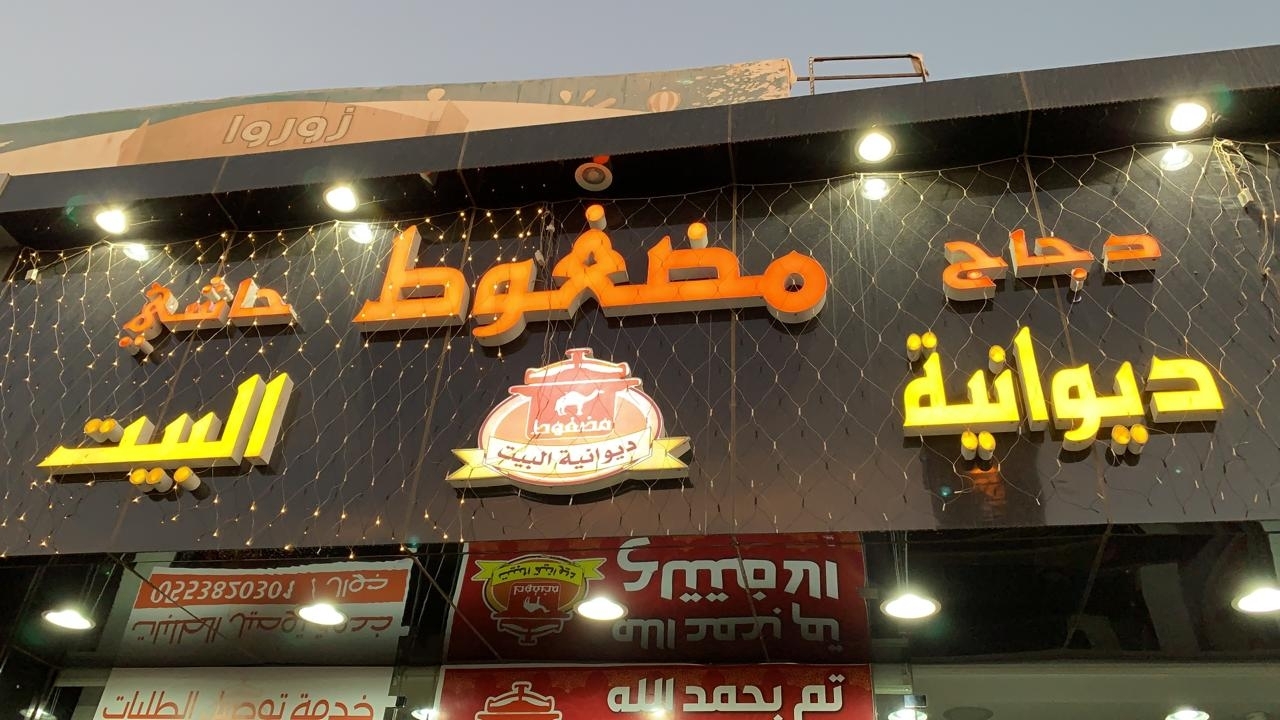 زوروا
دجاج مضغوط حاشي
ديوانية البيت
مضغوط
ديوانية البيت
تم بحمد الله
خدمة توصيل الطلبات